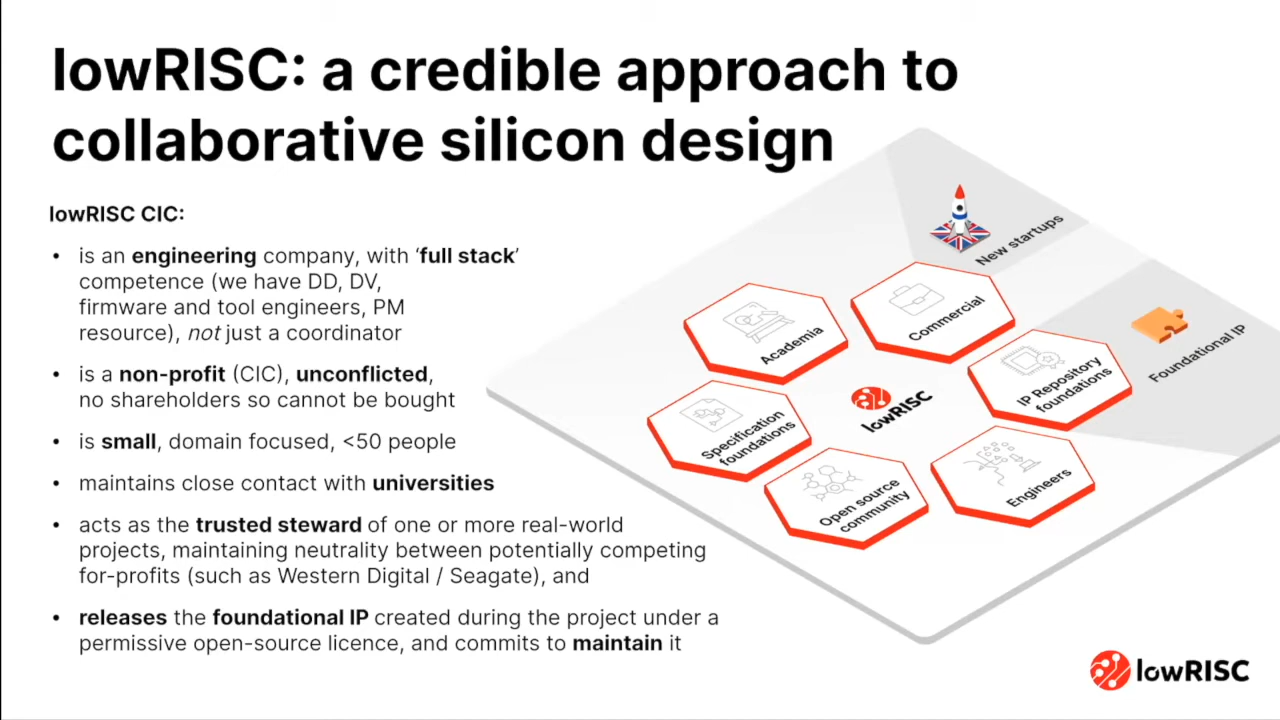 lowRISC: a credible approach to
collaborative silicon design
lowRISC CIC:
• is an engineering company, with ‘full stack’
competence (we have DD, DV,
firmware and tool engineers, PM
resource), not just a coordinator
• is a non-profit (CIC), unconflicted,
no shareholders so cannot be bought
• is small, domain focused, <50 people
• maintains close contact with universities
• acts as the trusted steward of one or more real-world
projects, maintaining neutrality between potentially competing
for-profits (such as Western Digital / Seagate), and
• releases the foundational IP created during the project under a
permissive open-source licence, and commits to maintain it
New startups
Foundational IP
Academia
Commercial
IP Repository
foundations
lowRISC
Specification
foundations
Open source
community
Engineers
lowRISC